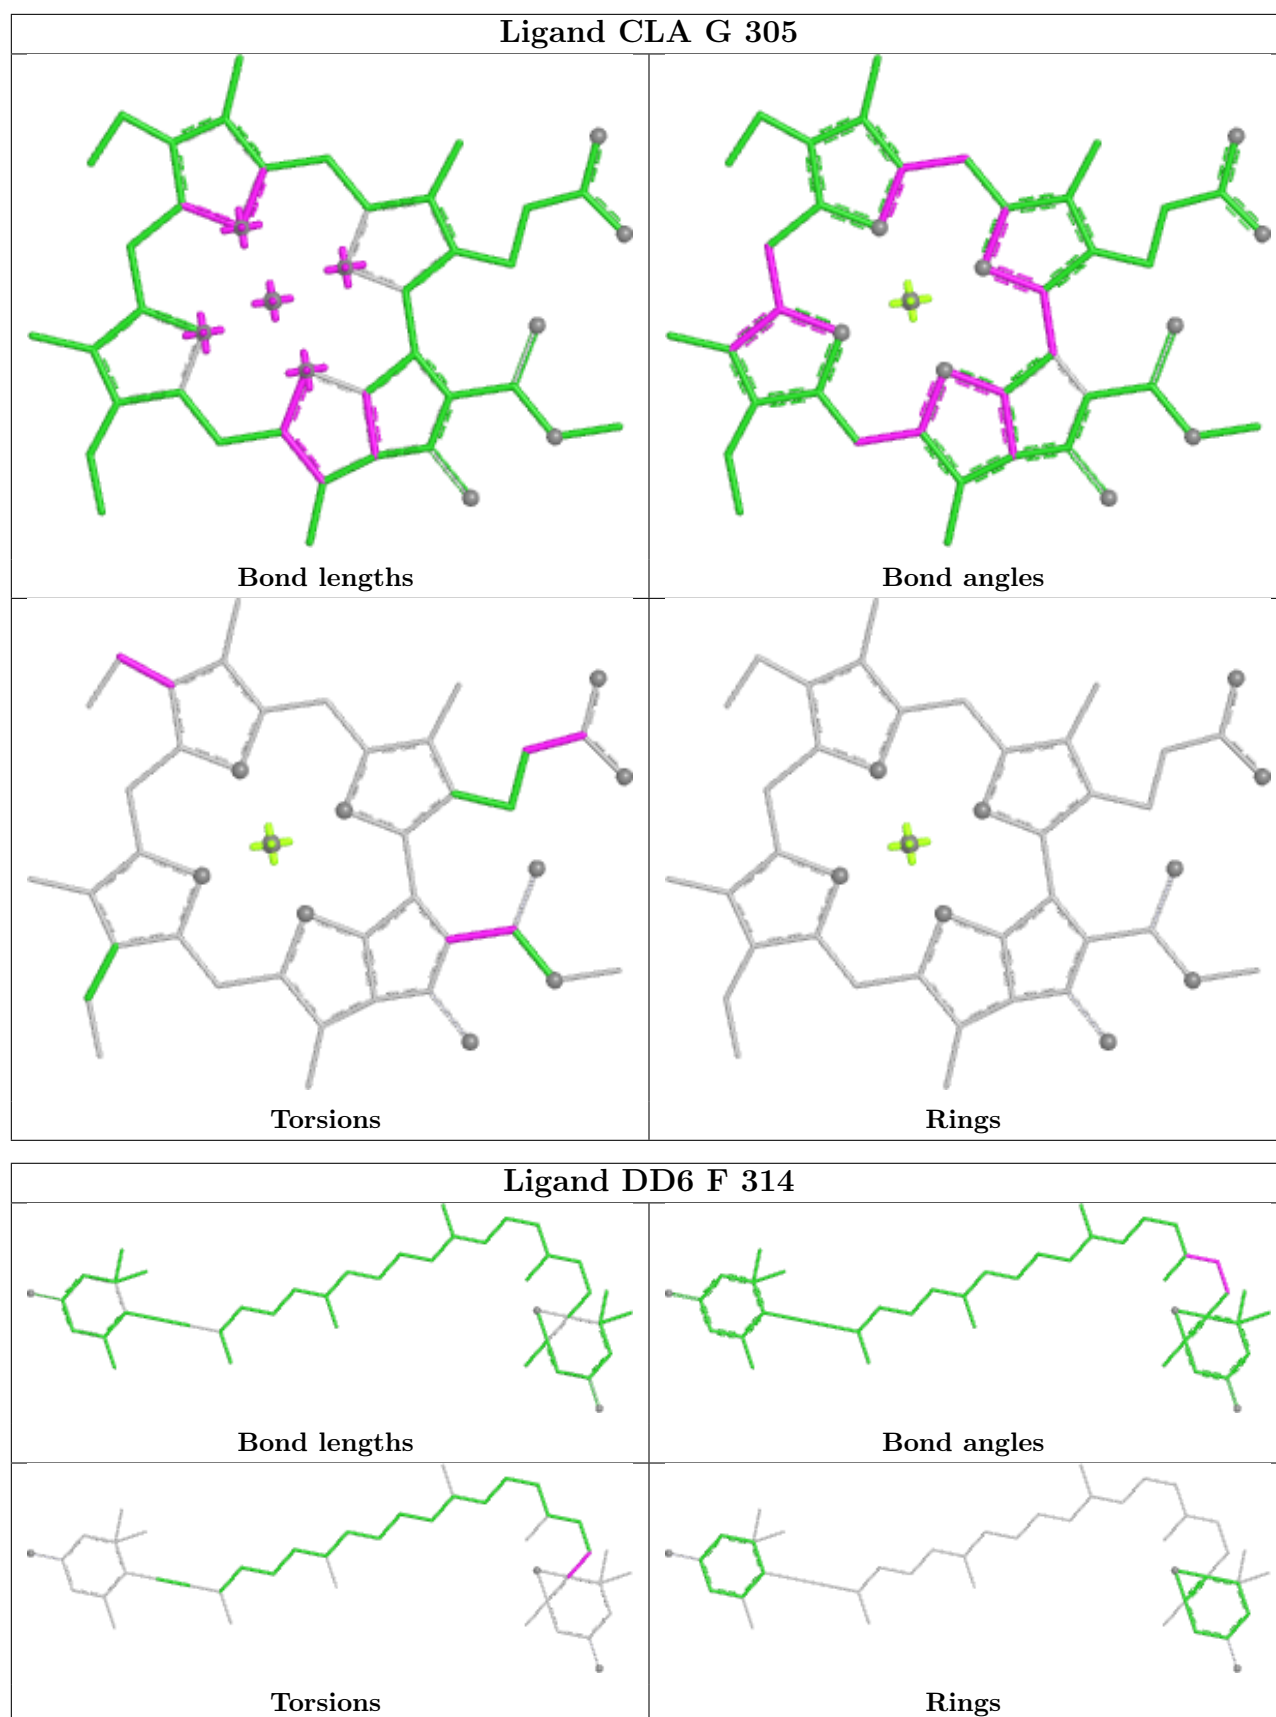 Ligand CLA G 305
Bond lengths
Bond angles
Torsions
Rings
Ligand DD6 F 314
Bond lengths
Bond angles
Torsions
Rings